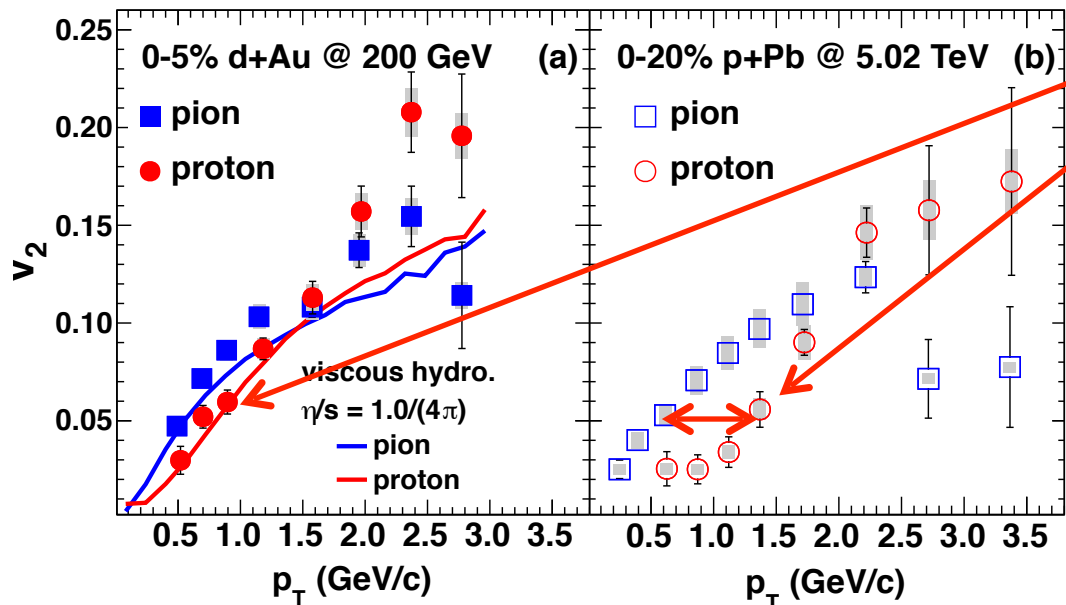 0.25
0.20
0.15
0.10
0.05
v2
0-5% d+Au @ 200 GeV (a)
pion
proton
viscous hydro.
η/s = 1.0/(4π)
pion
proton
0.5 1.0 1.5 2.0 2.5 3.0 3.5
pT (GeV/c)
0-20% p+Pb @ 5.02 TeV (b)
pion
proton
0.5 1.0 1.5 2.0 2.5 3.0 3.5
pT (GeV/c)